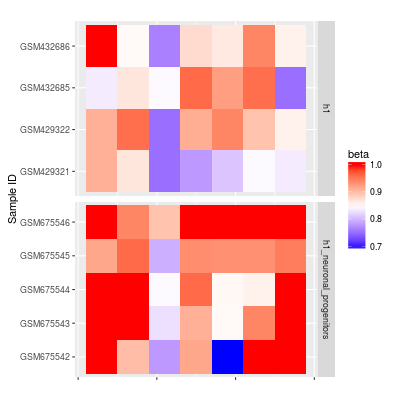 GSM432686
GSM432685
GSM429322
GSM429321
h1
GSM675546
GSM675545
GSM675544
GSM675543
GSM675542
h1_neuronal_progenitors
Sample ID
beta
1.0
0.9
0.8
0.7